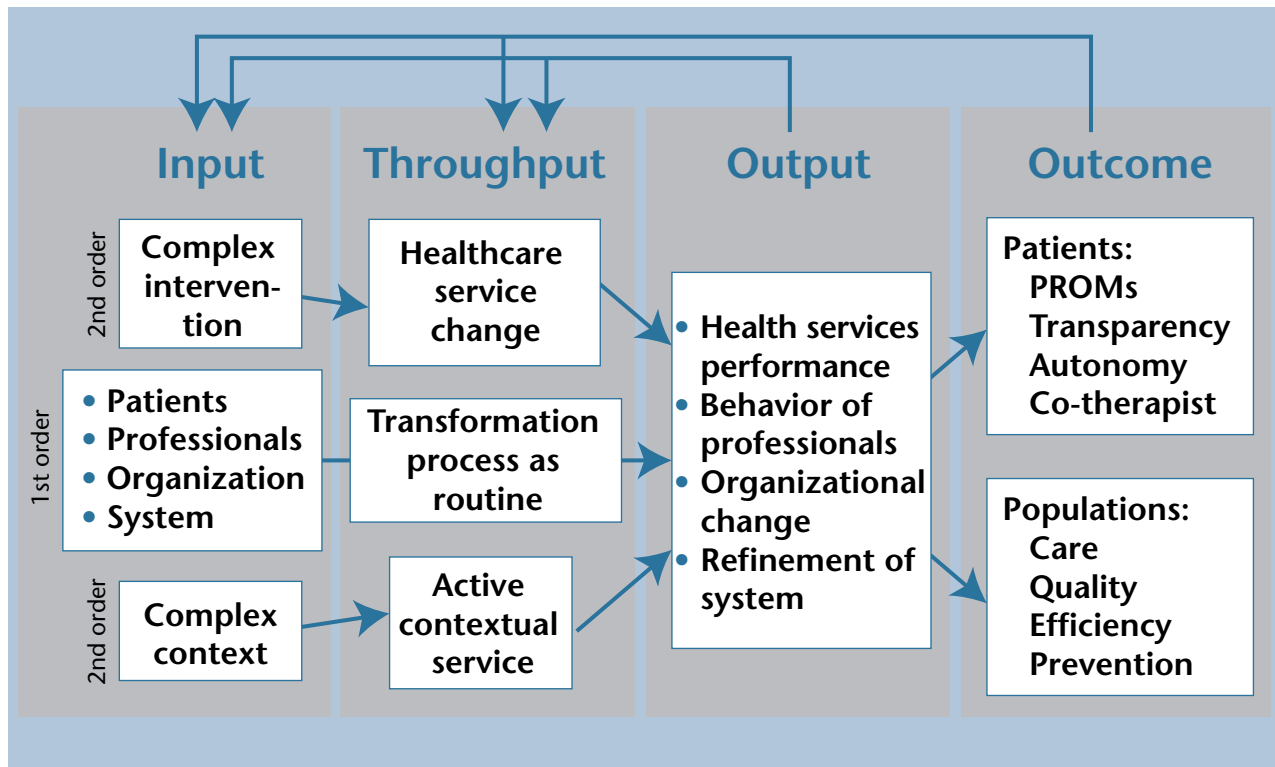 Input
Throughput
Output
Outcome
2nd order
Complex
interven-
tion
1st order
• Patients
• Professionals
• Organization
• System
2nd order
Complex
context
Healthcare
service
change
Transformation
process as
routine
Active
contextual
service
• Health services
performance
• Behavior of
professionals
• Organizational
change
• Refinement of
system
Patients:
PROMs
Transparency
Autonomy
Co-therapist
Populations:
Care
Quality
Efficiency
Prevention